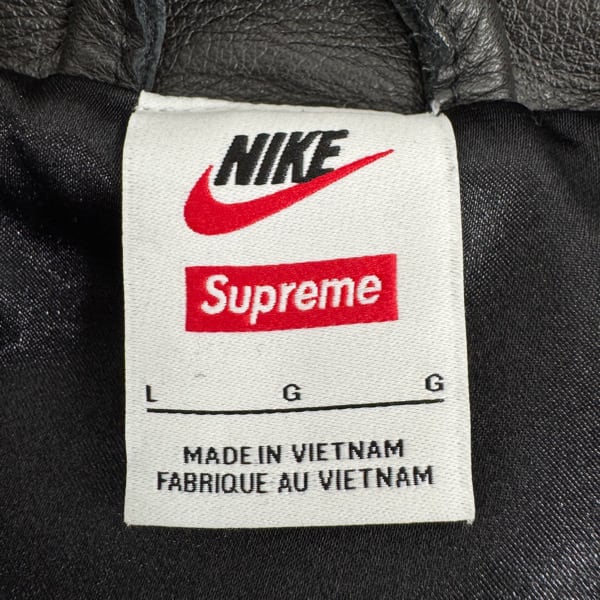 NIKE
Supreme
L G G
MADE IN VIETNAM
FABRIQUE AU VIETNAM